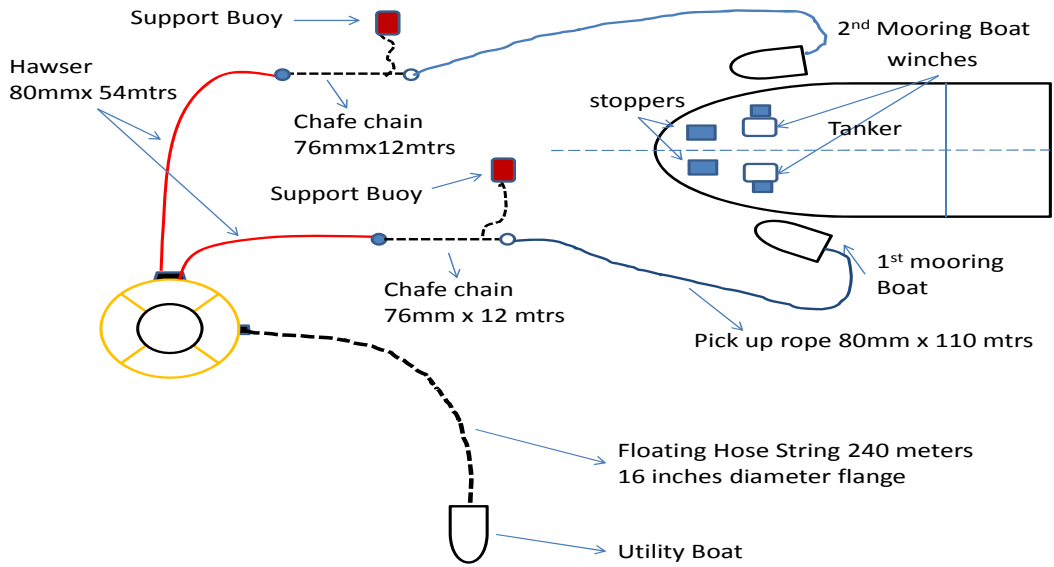 Support Buoy
2nd Mooring Boat
winches
Hawser
80mmx 54mtrs
stoppers
Tanker
Chafe chain
76mmx12mtrs
Support Buoy
1st mooring
Boat
Chafe chain
76mm x 12 mtrs
Pick up rope 80mm x 110 mtrs
Floating Hose String 240 meters
16 inches diameter flange
Utility Boat